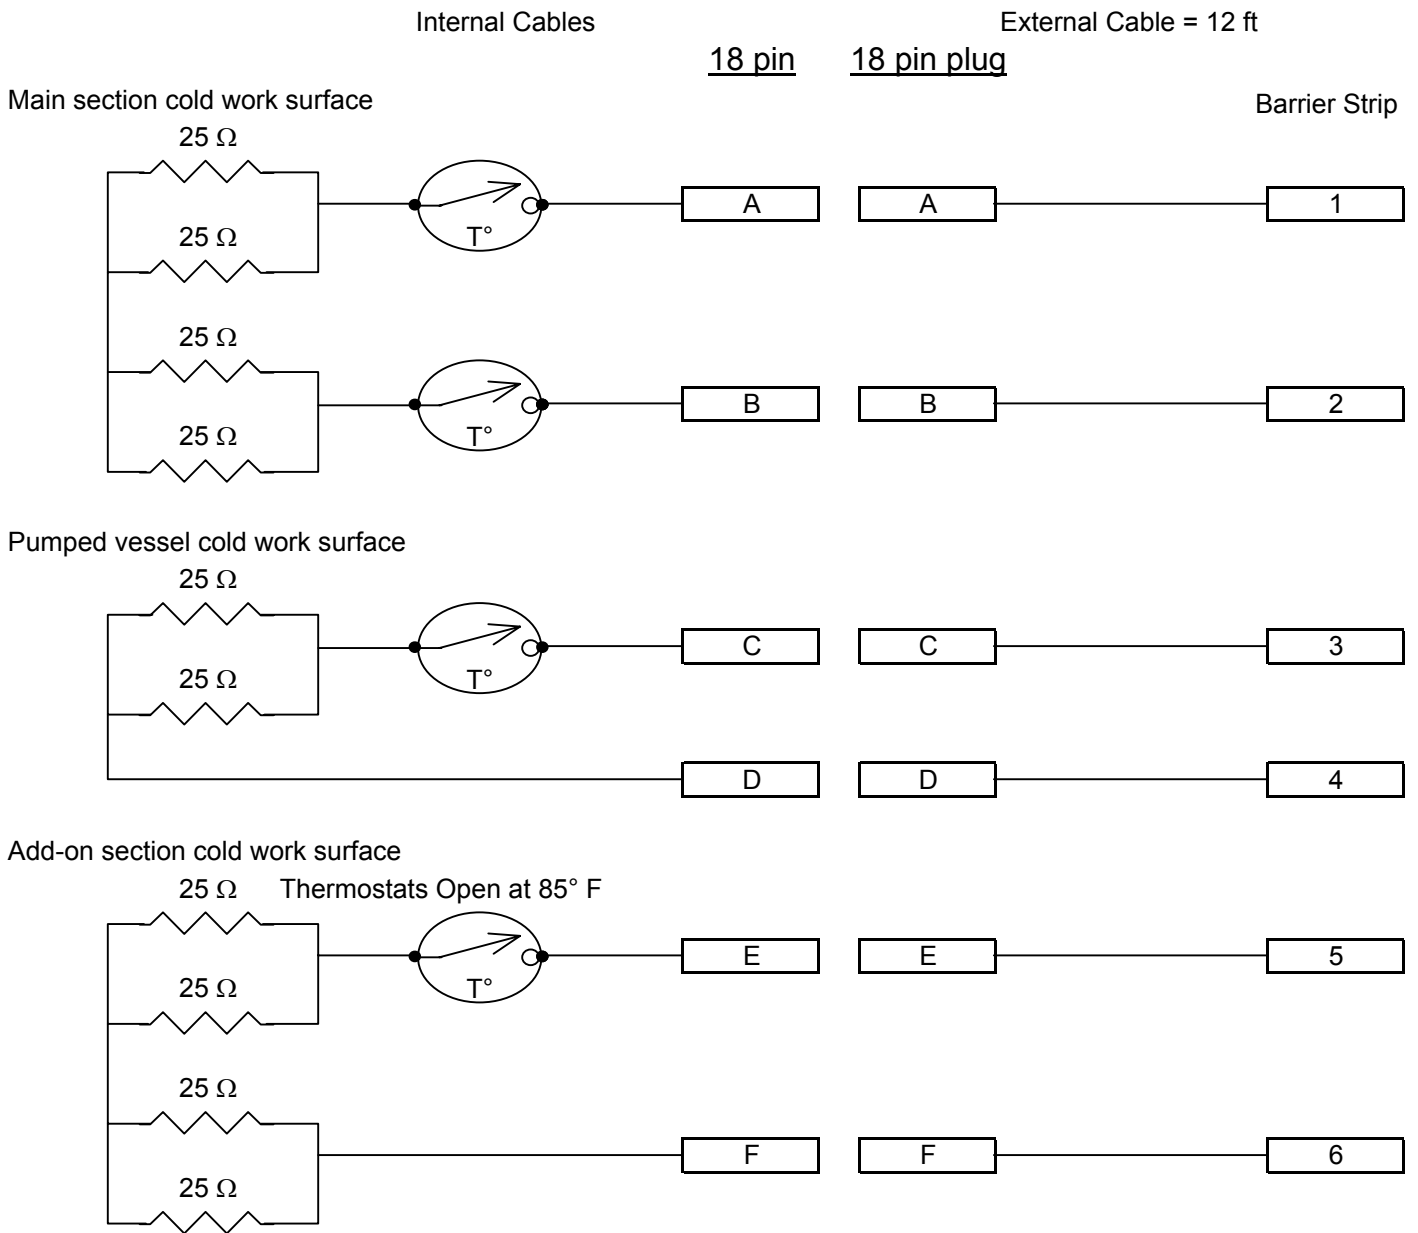 Internal Cables
External Cable = 12 ft
18 pin
18 pin plug
Main section cold work surface
Barrier Strip
25 Ω
T°
A
A
1
25 Ω
25 Ω
T°
B
B
2
25 Ω
Pumped vessel cold work surface
25 Ω
T°
C
C
3
25 Ω
D
D
4
Add-on section cold work surface
25 Ω
Thermostats Open at 85° F
T°
E
E
5
25 Ω
25 Ω
F
F
6
25 Ω